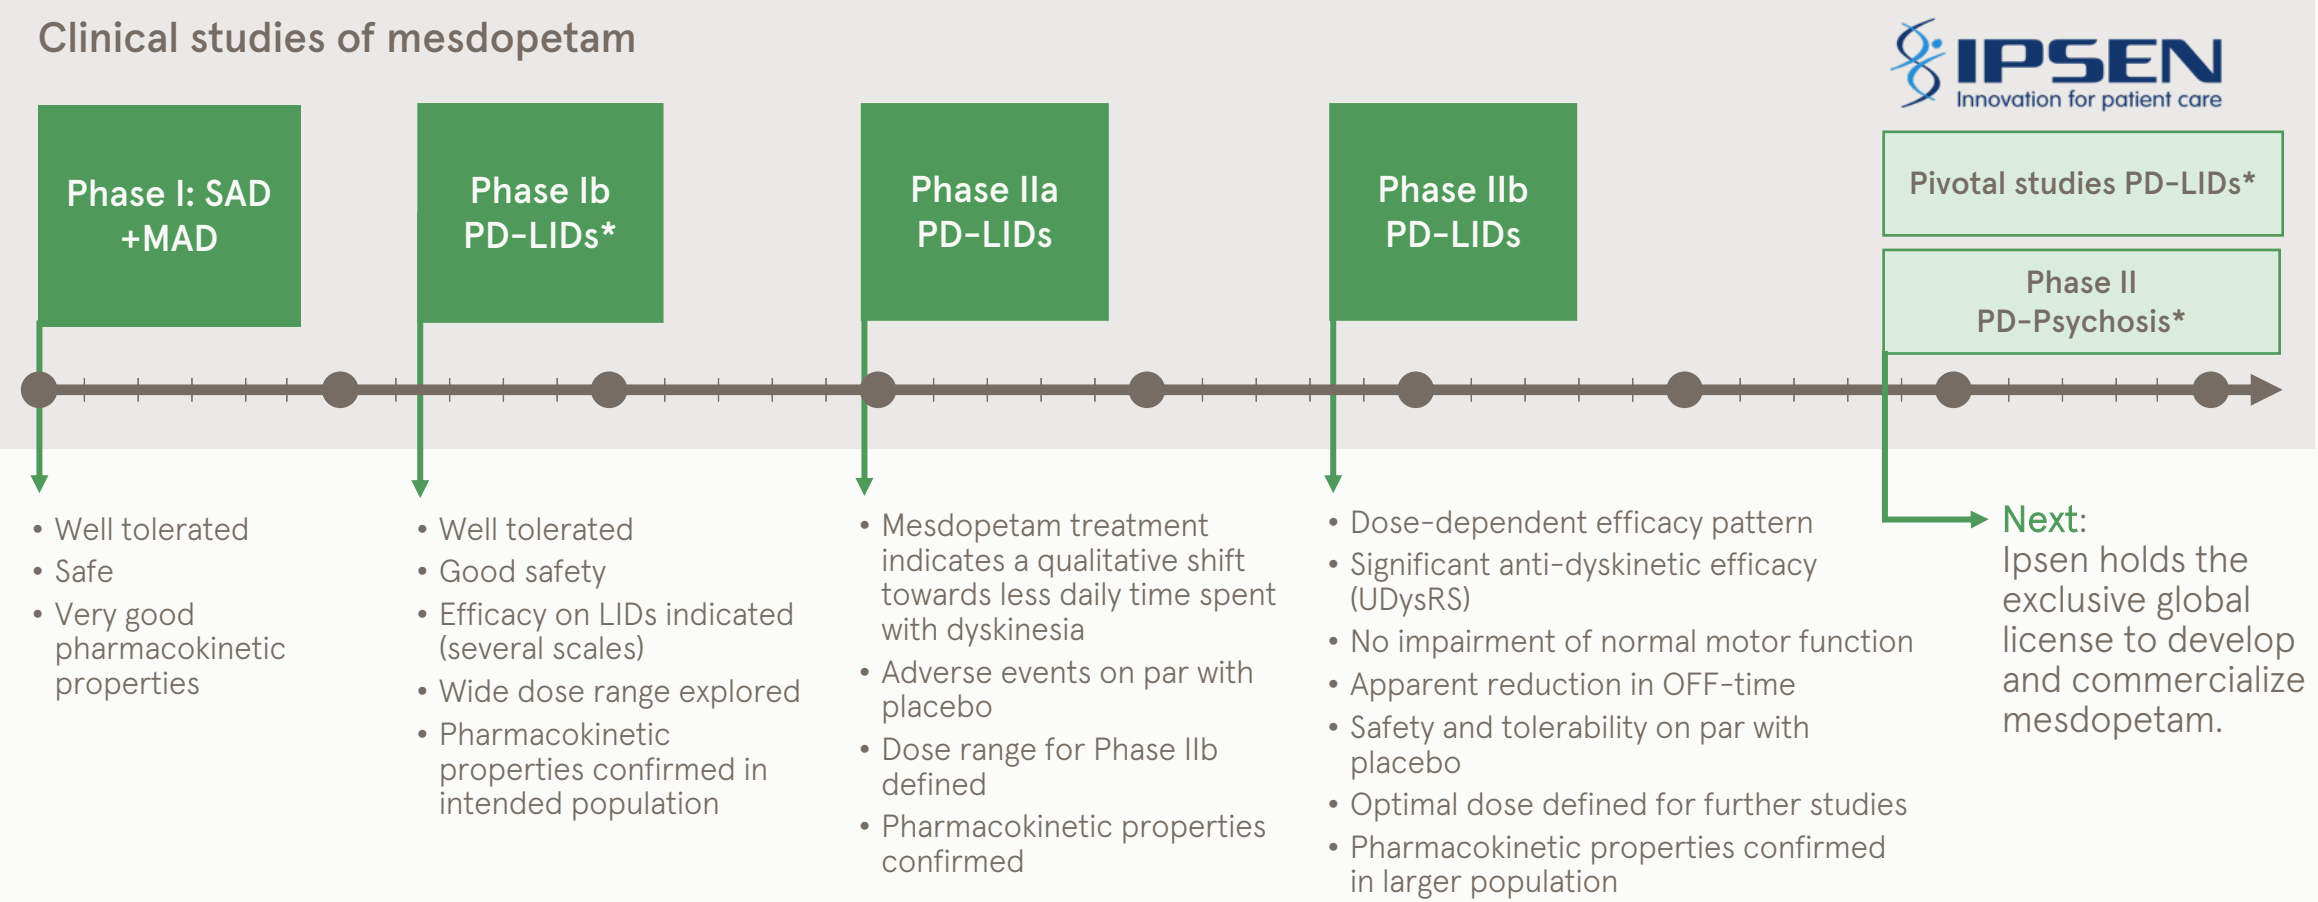 Clinical studies of mesdopetam
IPSEN
Innovation for patient care
Phase I: SAD
+MAD
Phase Ib
PD-LIDs*
Phase IIa
PD-LIDs
Phase IIb
PD-LIDs
Pivotal studies PD-LIDs*
Phase II
PD-Psychosis*
• Well tolerated
• Safe
• Very good
pharmacokinetic
properties
• Well tolerated
• Good safety
• Efficacy on LIDs indicated
(several scales)
• Wide dose range explored
• Pharmacokinetic
properties confirmed in
intended population
• Mesdopetam treatment
indicates a qualitative shift
towards less daily time spent
with dyskinesia
• Adverse events on par with
placebo
• Dose range for Phase IIb
defined
• Pharmacokinetic properties
confirmed
• Dose-dependent efficacy pattern
• Significant anti-dyskinetic efficacy
(UDysRS)
• No impairment of normal motor function
• Apparent reduction in OFF-time
• Safety and tolerability on par with
placebo
• Optimal dose defined for further studies
• Pharmacokinetic properties confirmed
in larger population
Next:
Ipsen holds the
exclusive global
license to develop
and commercialize
mesdopetam.